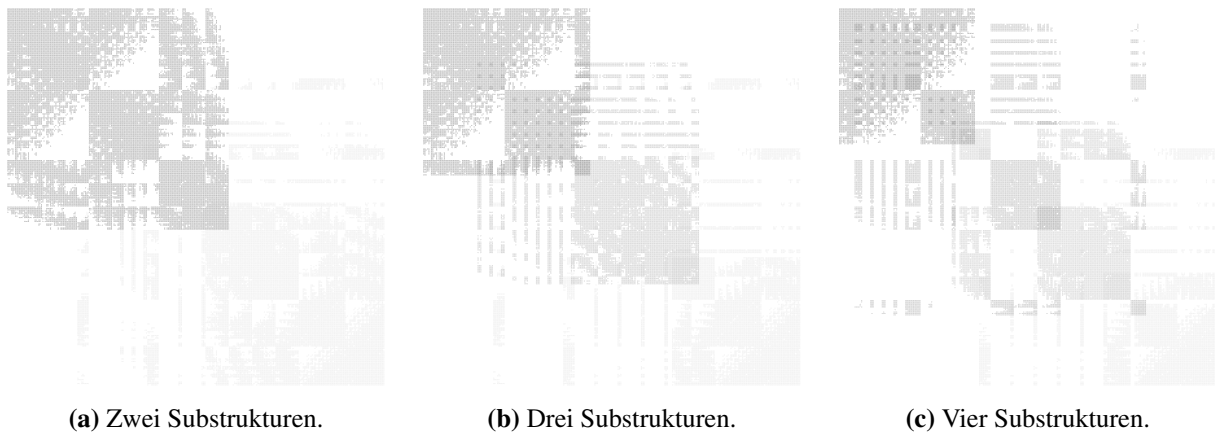 (a) Zwei Substrukturen.
(b) Drei Substrukturen.
(c) Vier Substrukturen.